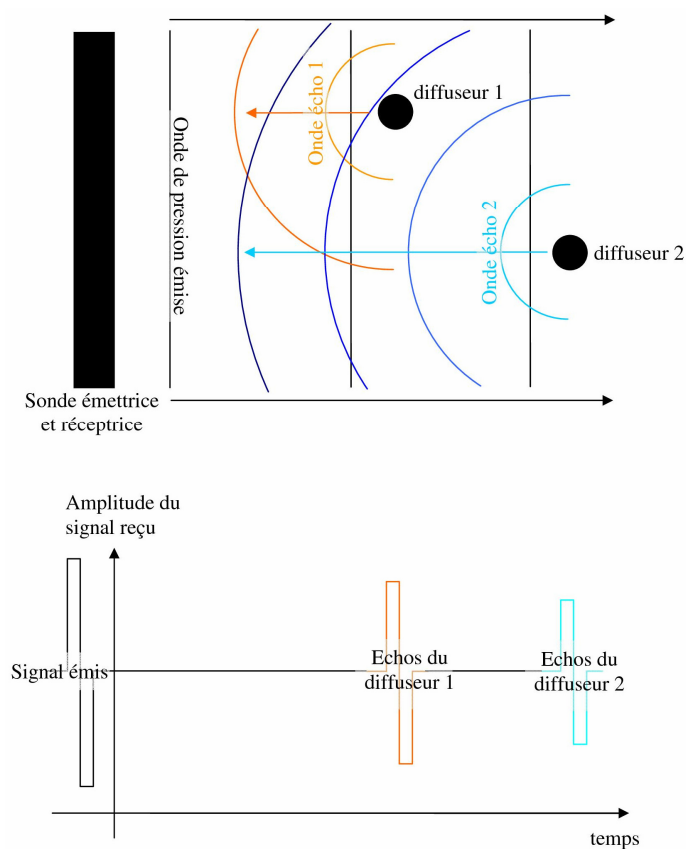 diffuseur 1
Onde écho 1
Onde de pression émise
Onde écho 2
diffuseur 2
Sonde émettrice
et réceptrice
Amplitude du
signal reçu
Signal émis
Echos du
diffuseur 1
Echos du
diffuseur 2
temps